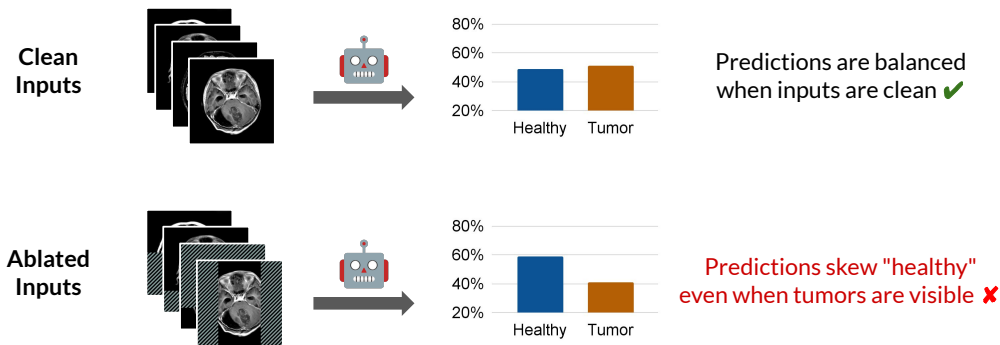 Clean
Inputs
80%
60%
40%
20%
Healthy Tumor
Predictions are balanced
when inputs are clean ✔
Ablated
Inputs
80%
60%
40%
20%
Healthy Tumor
Predictions skew "healthy"
even when tumors are visible ✘